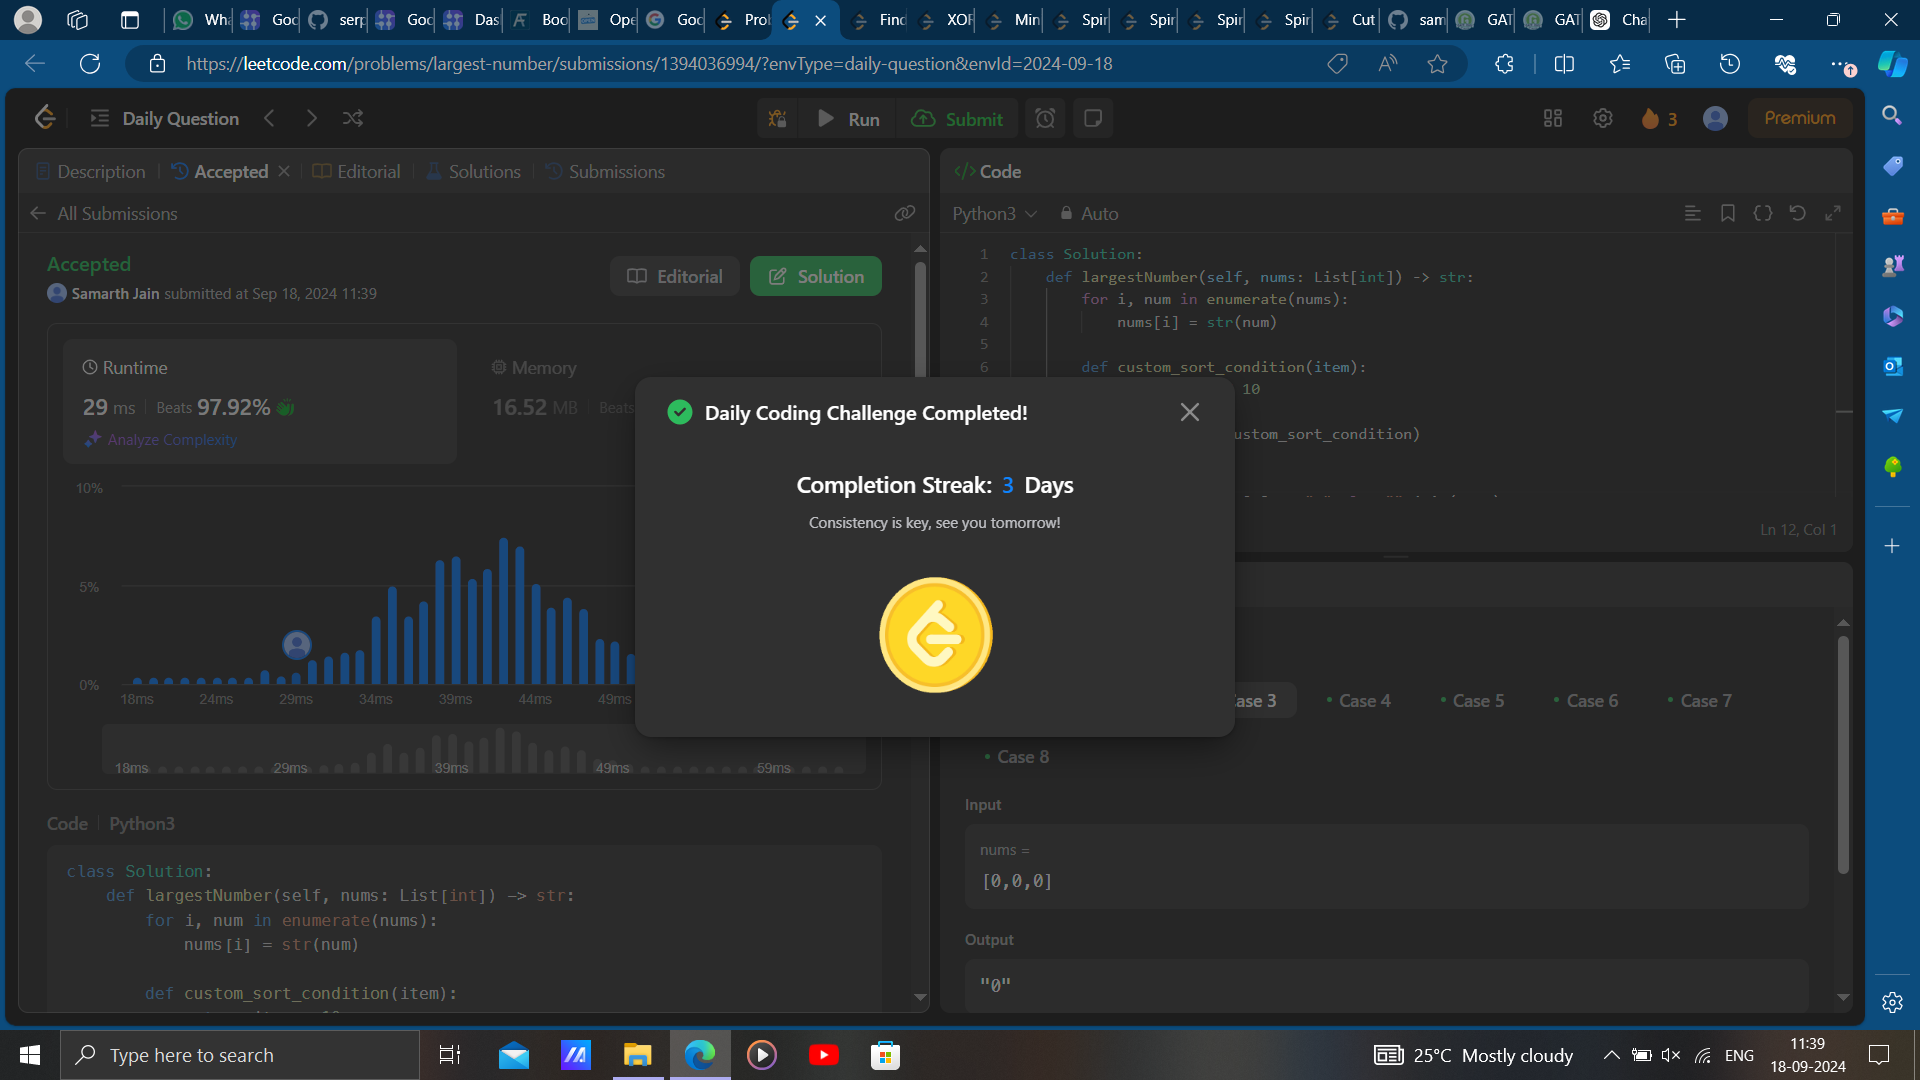 Wha
Goo
serp
Goo
Das
Boo
Ope
Goo
Prob
Find
XOR
Min
Spir
Spir
Spir
Spir
Cut
sam
GAT
GAT
Cha
https://leetcode.com/problems/largest-number/submissions/1394036994/?envType=daily-question&envId=2024-09-18
Daily Question
Run
Submit
3
Premium
Description
Accepted
Editorial
Solutions
Submissions
All Submissions
Accepted
Samarth Jain submitted at Sep 18, 2024 11:39
Editorial
Solution
Runtime
29 ms
Beats 97.92%
Analyze Complexity
Memory
16.52 MB
Beats
10%
5%
0%
18ms
24ms
29ms
34ms
39ms
44ms
49ms
18ms
29ms
39ms
49ms
59ms
Code
Python3
class Solution:
def largestNumber(self, nums: List[int]) -> str:
for i, num in enumerate(nums):
nums[i] = str(num)
def custom_sort_condition(item):
</> Code
Python3
Auto
1 class Solution:
2 def largestNumber(self, nums: List[int]) -> str:
3 for i, num in enumerate(nums):
4 nums[i] = str(num)
5
6 def custom_sort_condition(item):
10
ustom_sort_condition)
Ln 12, Col 1
Daily Coding Challenge Completed!
Completion Streak: 3 Days
Consistency is key, see you tomorrow!
ase 3
Case 4
Case 5
Case 6
Case 7
Case 8
Input
nums =
[0,0,0]
Output
"0"
Type here to search
25°C Mostly cloudy
ENG
11:39
18-09-2024